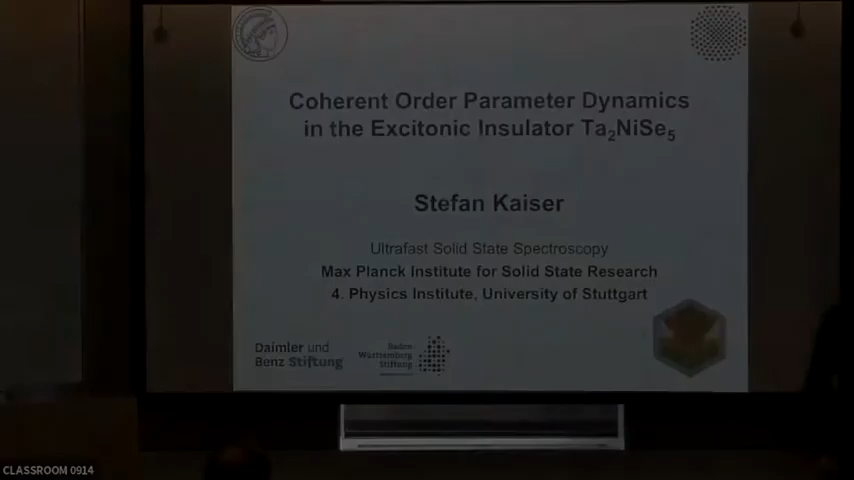 Coherent Order Parameter Dynamics
in the Excitonic Insulator Ta₂NiSe₅
Stefan Kaiser
Ultrafast Solid State Spectroscopy
Max Planck Institute for Solid State Research
4. Physics Institute, University of Stuttgart
Daimler und
Benz Stiftung
Baden-
Württemberg
Stiftung
CLASSROOM 0914